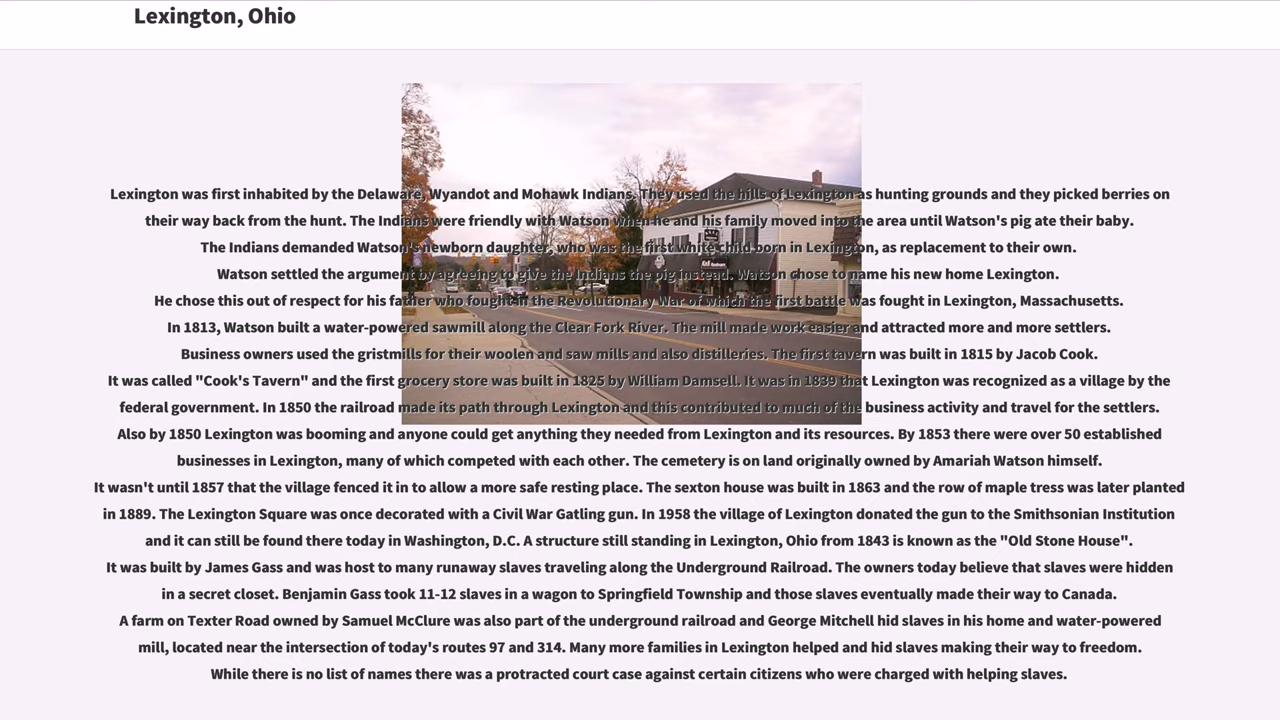 Lexington, Ohio
Lexington was first inhabited by the Delaware, Wyandot and Mohawk Indians. They used the hills of Lexington as hunting grounds and they picked berries on
their way back from the hunt. The Indians were friendly with Watson when he and his family moved into the area until Watson's pig ate their baby.
The Indians demanded Watson's newborn daughter, who was the first white child born in Lexington, as replacement to their own.
Watson settled the argument by agreeing to give the Indians the pig instead. Watson chose to name his new home Lexington.
He chose this out of respect for his father who fought in the Revolutionary War of which the first battle was fought in Lexington, Massachusetts.
In 1813, Watson built a water-powered sawmill along the Clear Fork River. The mill made work easier and attracted more and more settlers.
Business owners used the gristmills for their woolen and saw mills and also distilleries. The first tavern was built in 1815 by Jacob Cook.
It was called "Cook's Tavern" and the first grocery store was built in 1825 by William Damsell. It was in 1839 that Lexington was recognized as a village by the
federal government. In 1850 the railroad made its path through Lexington and this contributed to much of the business activity and travel for the settlers.
Also by 1850 Lexington was booming and anyone could get anything they needed from Lexington and its resources. By 1853 there were over 50 established
businesses in Lexington, many of which competed with each other. The cemetery is on land originally owned by Amariah Watson himself.
It wasn't until 1857 that the village fenced it in to allow a more safe resting place. The sexton house was built in 1863 and the row of maple tress was later planted
in 1889. The Lexington Square was once decorated with a Civil War Gatling gun. In 1958 the village of Lexington donated the gun to the Smithsonian Institution
and it can still be found there today in Washington, D.C. A structure still standing in Lexington, Ohio from 1843 is known as the "Old Stone House".
It was built by James Gass and was host to many runaway slaves traveling along the Underground Railroad. The owners today believe that slaves were hidden
in a secret closet. Benjamin Gass took 11-12 slaves in a wagon to Springfield Township and those slaves eventually made their way to Canada.
A farm on Texter Road owned by Samuel McClure was also part of the underground railroad and George Mitchell hid slaves in his home and water-powered
mill, located near the intersection of today's routes 97 and 314. Many more families in Lexington helped and hid slaves making their way to freedom.
While there is no list of names there was a protracted court case against certain citizens who were charged with helping slaves.